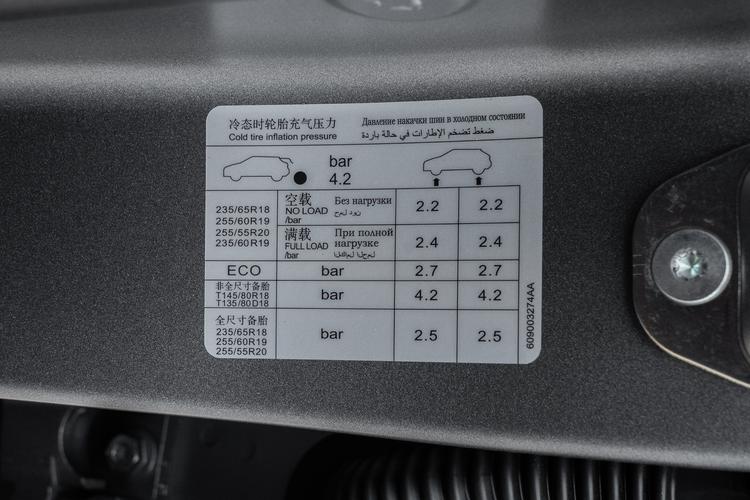 冷态时轮胎充气压力
Cold tire inflation pressure
Давление накачки шин в холодном состоянии
ضغط تضخم الإطارات في حالة باردة
bar
4.2
235/65R18
255/60R19
255/55R20
235/60R19
空载
NO LOAD
/bar
Без нагрузки
2.2
2.2
满载
FULL LOAD
/bar
При полной
нагрузке
2.4
2.4
ECO
bar
2.7
2.7
非全尺寸备胎
T145/80R18
T135/80D18
bar
4.2
4.2
全尺寸备胎
235/65R18
255/60R19
255/55R20
bar
2.5
2.5
609003274AA